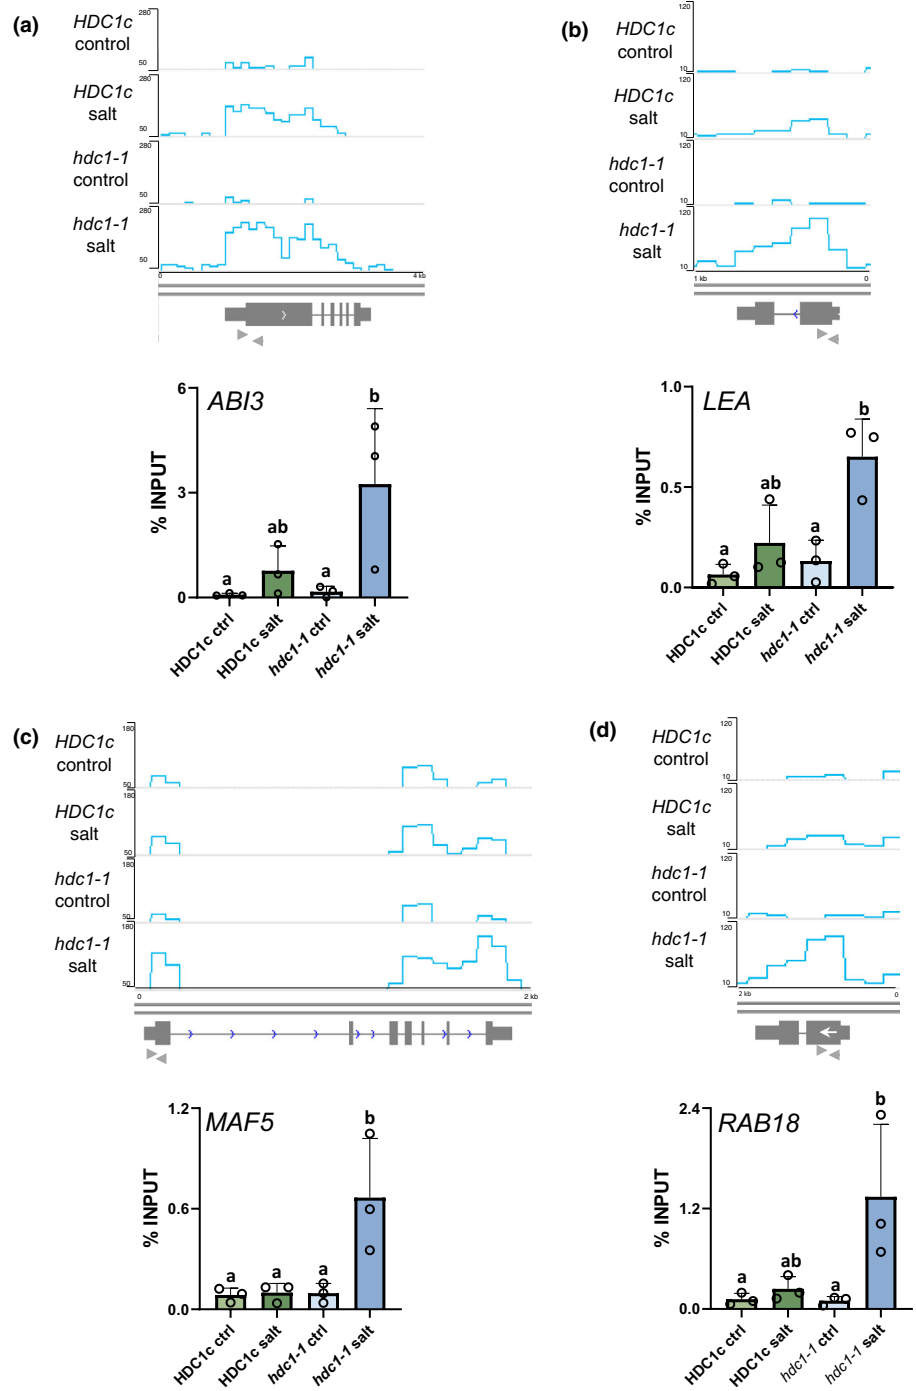 (a)
HDC1c
control
280
50
HDC1c
salt
280
50
hdc1-1
control
280
50
hdc1-1
salt
280
50
0
4 kb
ABI3
% INPUT
6
3
0
a
ab
a
b
HDC1c ctrl
HDC1c salt
hdc1-1 ctrl
hdc1-1 salt
(b)
HDC1c
control
120
10
HDC1c
salt
120
10
hdc1-1
control
120
10
hdc1-1
salt
120
10
1 kb
0
LEA
% INPUT
1.0
0.5
0.0
a
ab
a
b
HDC1c ctrl
HDC1c salt
hdc1-1 ctrl
hdc1-1 salt
(c)
HDC1c
control
180
50
HDC1c
salt
180
50
hdc1-1
control
180
50
hdc1-1
salt
180
50
0
2 kb
MAF5
% INPUT
1.2
0.6
0.0
a
a
a
b
HDC1c ctrl
HDC1c salt
hdc1-1 ctrl
hdc1-1 salt
(d)
HDC1c
control
120
10
HDC1c
salt
120
10
hdc1-1
control
120
10
hdc1-1
salt
120
10
2 kb
0
RAB18
% INPUT
2.4
1.2
0.0
a
ab
a
b
HDC1c ctrl
HDC1c salt
hdc1-1 ctrl
hdc1-1 salt